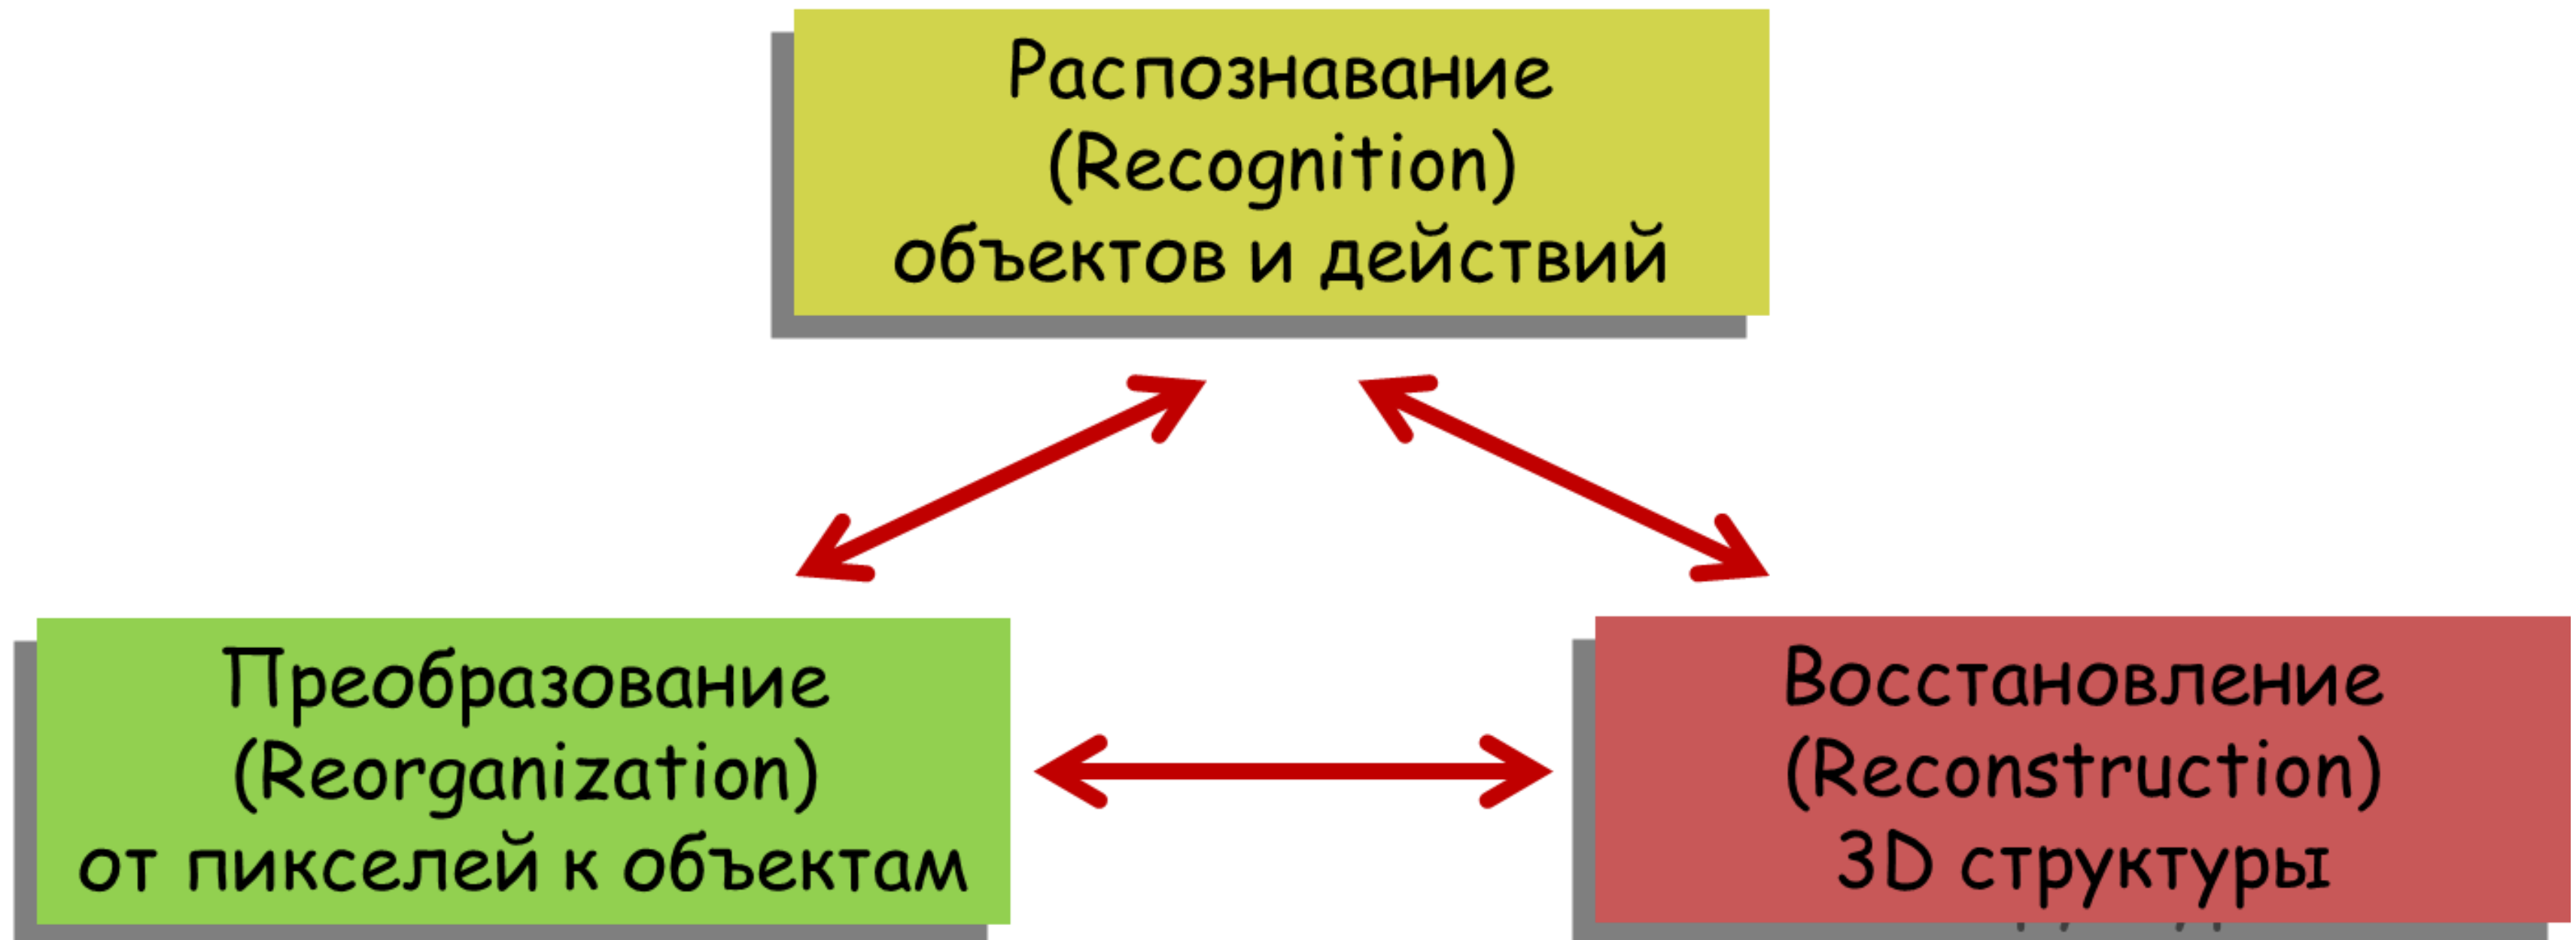 Распознавание
(Recognition)
объектов и действий
Преобразование
(Reorganization)
от пикселей к объектам
Восстановление
(Reconstruction)
3D структуры